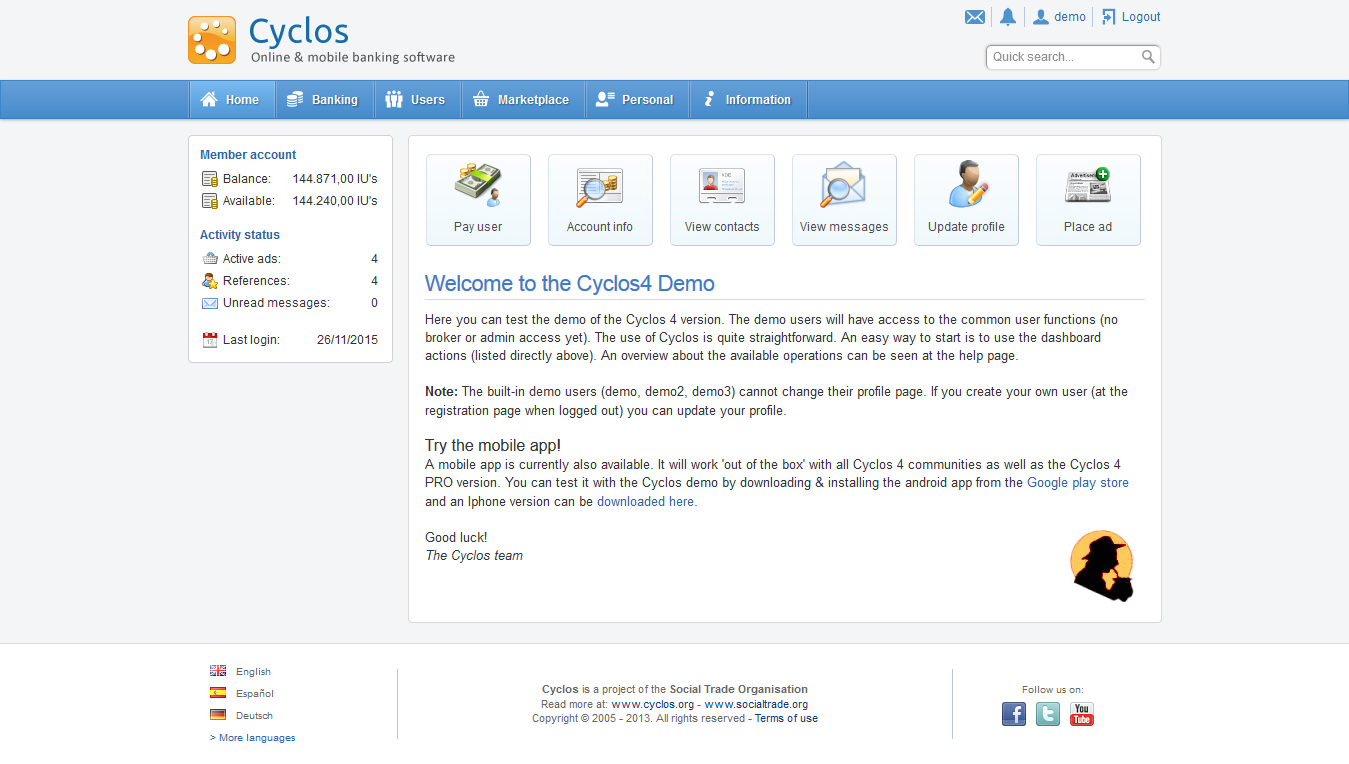 Cyclos
Online & mobile banking software
demo
Logout
Quick search...
Home
Banking
Users
Marketplace
Personal
Information
Member account
Balance: 144.871,00 IU's
Available: 144.240,00 IU's
Activity status
Active ads: 4
References: 4
Unread messages: 0
Last login: 26/11/2015
Pay user
Account info
View contacts
View messages
Update profile
Advertise
Place ad
Welcome to the Cyclos4 Demo
Here you can test the demo of the Cyclos 4 version. The demo users will have access to the common user functions (no
broker or admin access yet). The use of Cyclos is quite straightforward. An easy way to start is to use the dashboard
actions (listed directly above). An overview about the available operations can be seen at the help page.
Note: The built-in demo users (demo, demo2, demo3) cannot change their profile page. If you create your own user (at the
registration page when logged out) you can update your profile.
Try the mobile app!
A mobile app is currently also available. It will work 'out of the box' with all Cyclos 4 communities as well as the Cyclos 4
PRO version. You can test it with the Cyclos demo by downloading & installing the android app from the Google play store
and an Iphone version can be downloaded here.
Good luck!
The Cyclos team
English
Español
Deutsch
> More languages
Cyclos is a project of the Social Trade Organisation
Read more at: www.cyclos.org - www.socialtrade.org
Copyright © 2005 - 2013. All rights reserved - Terms of use
Follow us on:
f
t
You
Tube